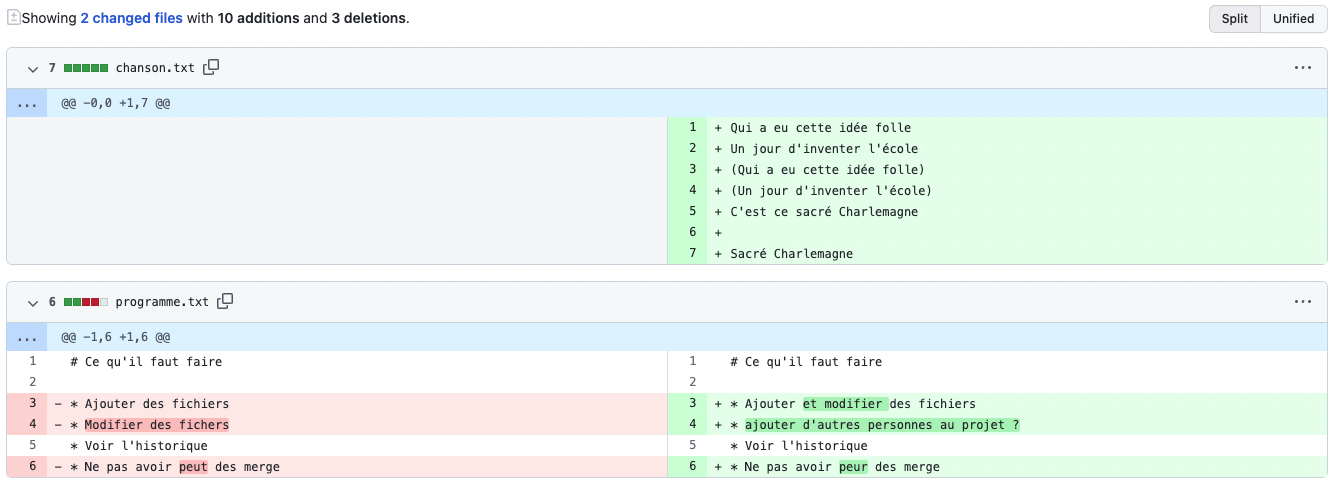 Showing 2 changed files with 10 additions and 3 deletions.
Split Unified
7 chanson.txt
... @@ -0,0 +1,7 @@
1 + Qui a eu cette idée folle
2 + Un jour d'inventer l'école
3 + (Qui a eu cette idée folle)
4 + (Un jour d'inventer l'école)
5 + C'est ce sacré Charlemagne
6 +
7 + Sacré Charlemagne
6 programme.txt
... @@ -1,6 +1,6 @@
1 # Ce qu'il faut faire 1 # Ce qu'il faut faire
2 2
3 - * Ajouter des fichiers 3 + * Ajouter et modifier des fichiers
4 - * Modifier des fichers 4 + * ajouter d'autres personnes au projet ?
5 * Voir l'historique 5 * Voir l'historique
6 - * Ne pas avoir peut des merge 6 + * Ne pas avoir peur des merge